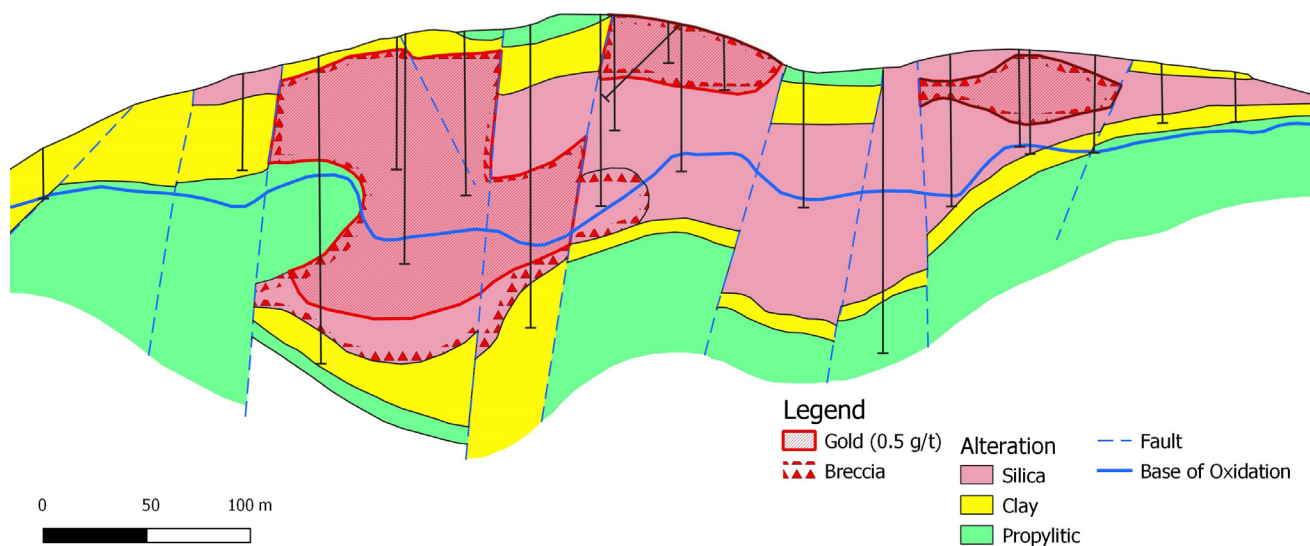 Legend
Gold (0.5 g/t)
Breccia
Alteration
Silica
Clay
Propylitic
Fault
Base of Oxidation
0 50 100 m